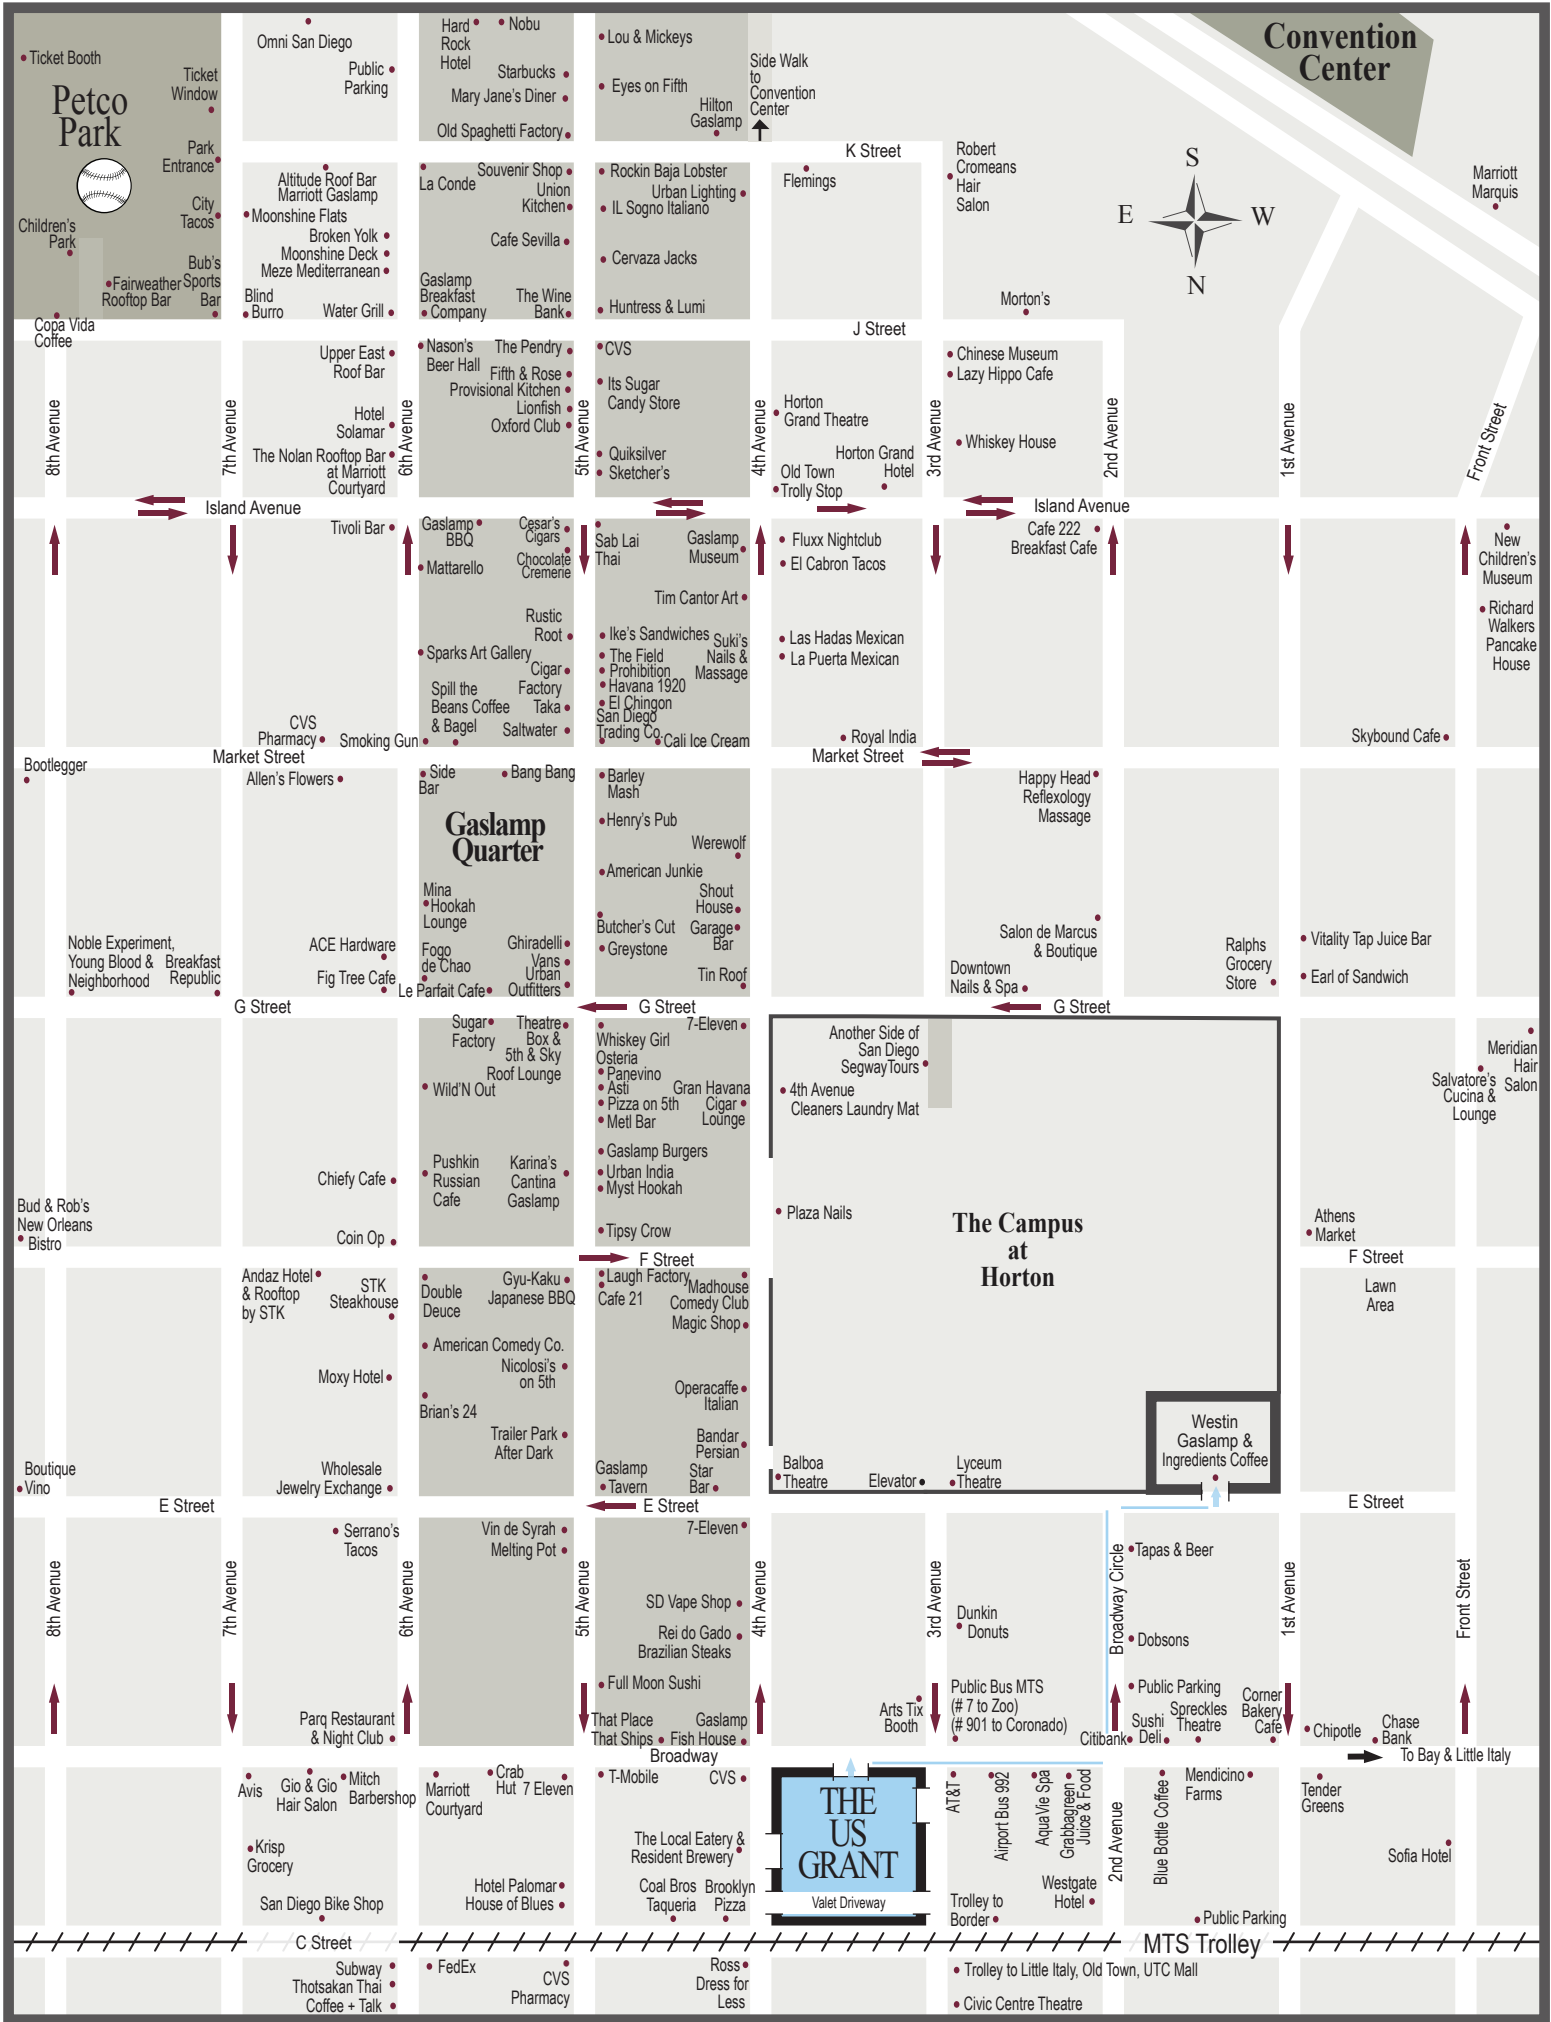 Convention
Center
Petco
Park
Ticket Booth
Ticket
Window
Park
Entrance
City
Tacos
Children's
Park
Fairweather
Rooftop Bar
Bub's
Sports
Bar
Copa Vida
Coffee
Omni San Diego
Public
Parking
Hard
Rock
Hotel
Nobu
Starbucks
Mary Jane's Diner
Old Spaghetti Factory
Lou & Mickeys
Eyes on Fifth
Hilton
Gaslamp
Side Walk
to
Convention
Center
K Street
Altitude Roof Bar
Marriott Gaslamp
Moonshine Flats
Broken Yolk
Moonshine Deck
Meze Mediterranean
Blind
Burro
Water Grill
La Conde
Souvenir Shop
Union
Kitchen
Cafe Sevilla
Gaslamp
Breakfast
Company
The Wine
Bank
Rockin Baja Lobster
Urban Lighting
IL Sogno Italiano
Cervaza Jacks
Huntress & Lumi
Flemings
Robert
Cromeans
Hair
Salon
Morton's
S
E
W
N
Marriott
Marquis
J Street
Upper East
Roof Bar
Hotel
Solamar
The Nolan Rooftop Bar
at Marriott
Courtyard
Nason's
Beer Hall
The Pendry
Fifth & Rose
Provisional Kitchen
Lionfish
Oxford Club
CVS
Its Sugar
Candy Store
Quiksilver
Sketcher's
Horton
Grand Theatre
Horton Grand
Hotel
Old Town
Trolly Stop
Chinese Museum
Lazy Hippo Cafe
Whiskey House
8th Avenue
7th Avenue
6th Avenue
5th Avenue
4th Avenue
3rd Avenue
2nd Avenue
1st Avenue
Front Street
Island Avenue
Island Avenue
Tivoli Bar
Gaslamp
BBQ
Cesar's
Cigars
Chocolate
Cremerie
Mattarello
Rustic
Root
Sparks Art Gallery
Cigar
Factory
Spill the
Beans Coffee
& Bagel
Taka
Saltwater
Sab Lai
Thai
Gaslamp
Museum
Tim Cantor Art
Ike's Sandwiches
Suki's
Nails &
Massage
The Field
Prohibition
Havana 1920
El Chingon
San Diego
Trading Co.
Cali Ice Cream
Fluxx Nightclub
El Cabron Tacos
Las Hadas Mexican
La Puerta Mexican
Royal India
Cafe 222
Breakfast Cafe
New
Children's
Museum
Richard
Walkers
Pancake
House
Skybound Cafe
CVS
Pharmacy
Smoking Gun
Market Street
Market Street
Bootlegger
Allen's Flowers
Side
Bar
Bang Bang
Gaslamp
Quarter
Mina
Hookah
Lounge
Fogo
de Chao
Ghiradelli
Vans
Urban
Outfitters
Le Parfait Cafe
Barley
Mash
Henry's Pub
Werewolf
American Junkie
Shout
House
Butcher's Cut
Garage
Bar
Greystone
Tin Roof
Happy Head
Reflexology
Massage
Salon de Marcus
& Boutique
Downtown
Nails & Spa
Ralphs
Grocery
Store
Vitality Tap Juice Bar
Earl of Sandwich
Noble Experiment,
Young Blood &
Neighborhood
Breakfast
Republic
ACE Hardware
Fig Tree Cafe
G Street
G Street
G Street
Sugar
Factory
Theatre
Box &
5th & Sky
Roof Lounge
Wild'N Out
Pushkin
Russian
Cafe
Karina's
Cantina
Gaslamp
Whiskey Girl
7-Eleven
Osteria
Panevino
Asti
Pizza on 5th
Metl Bar
Gran Havana
Cigar
Lounge
Gaslamp Burgers
Urban India
Myst Hookah
Tipsy Crow
Another Side of
San Diego
SegwayTours
4th Avenue
Cleaners Laundry Mat
Plaza Nails
The Campus
at
Horton
Meridian
Hair
Salon
Salvatore's
Cucina &
Lounge
Athens
Market
Chiefy Cafe
Coin Op
Bud & Rob's
New Orleans
Bistro
F Street
F Street
Lawn
Area
Andaz Hotel
& Rooftop
by STK
STK
Steakhouse
Moxy Hotel
Wholesale
Jewelry Exchange
Double
Deuce
Gyu-Kaku
Japanese BBQ
American Comedy Co.
Nicolosi's
on 5th
Brian's 24
Trailer Park
After Dark
Laugh Factory
Cafe 21
Madhouse
Comedy Club
Magic Shop
Operacaffe
Italian
Bandar
Persian
Gaslamp
Tavern
Star
Bar
Balboa
Theatre
Elevator
Lyceum
Theatre
Westin
Gaslamp &
Ingredients Coffee
Boutique
Vino
E Street
E Street
E Street
Serrano's
Tacos
Vin de Syrah
Melting Pot
7-Eleven
SD Vape Shop
Rei do Gado
Brazilian Steaks
Full Moon Sushi
That Place
That Ships
Gaslamp
Fish House
Dunkin
Donuts
Public Bus MTS
(# 7 to Zoo)
(# 901 to Coronado)
Arts Tix
Booth
Tapas & Beer
Dobsons
Public Parking
Spreckles
Theatre
Sushi
Deli
Citibank
Corner
Bakery
Cafe
Chipotle
Chase
Bank
8th Avenue
7th Avenue
6th Avenue
5th Avenue
4th Avenue
3rd Avenue
Broadway Circle
1st Avenue
Front Street
Parq Restaurant
& Night Club
Broadway
To Bay & Little Italy
Avis
Gio & Gio
Hair Salon
Mitch
Barbershop
Krisp
Grocery
San Diego Bike Shop
Marriott
Courtyard
Crab
Hut
7 Eleven
Hotel Palomar
House of Blues
T-Mobile
CVS
The Local Eatery &
Resident Brewery
Coal Bros
Taqueria
Brooklyn
Pizza
THE
US
GRANT
Valet Driveway
AT&T
Airport Bus 992
AquaVie Spa
Grabbagreen
Juice & Food
Westgate
Hotel
Trolley to
Border
2nd Avenue
Blue Bottle Coffee
Mendicino
Farms
Public Parking
Tender
Greens
Sofia Hotel
C Street
MTS Trolley
Subway
Thotsakan Thai
Coffee + Talk
FedEx
CVS
Pharmacy
Ross
Dress for
Less
Trolley to Little Italy, Old Town, UTC Mall
Civic Centre Theatre